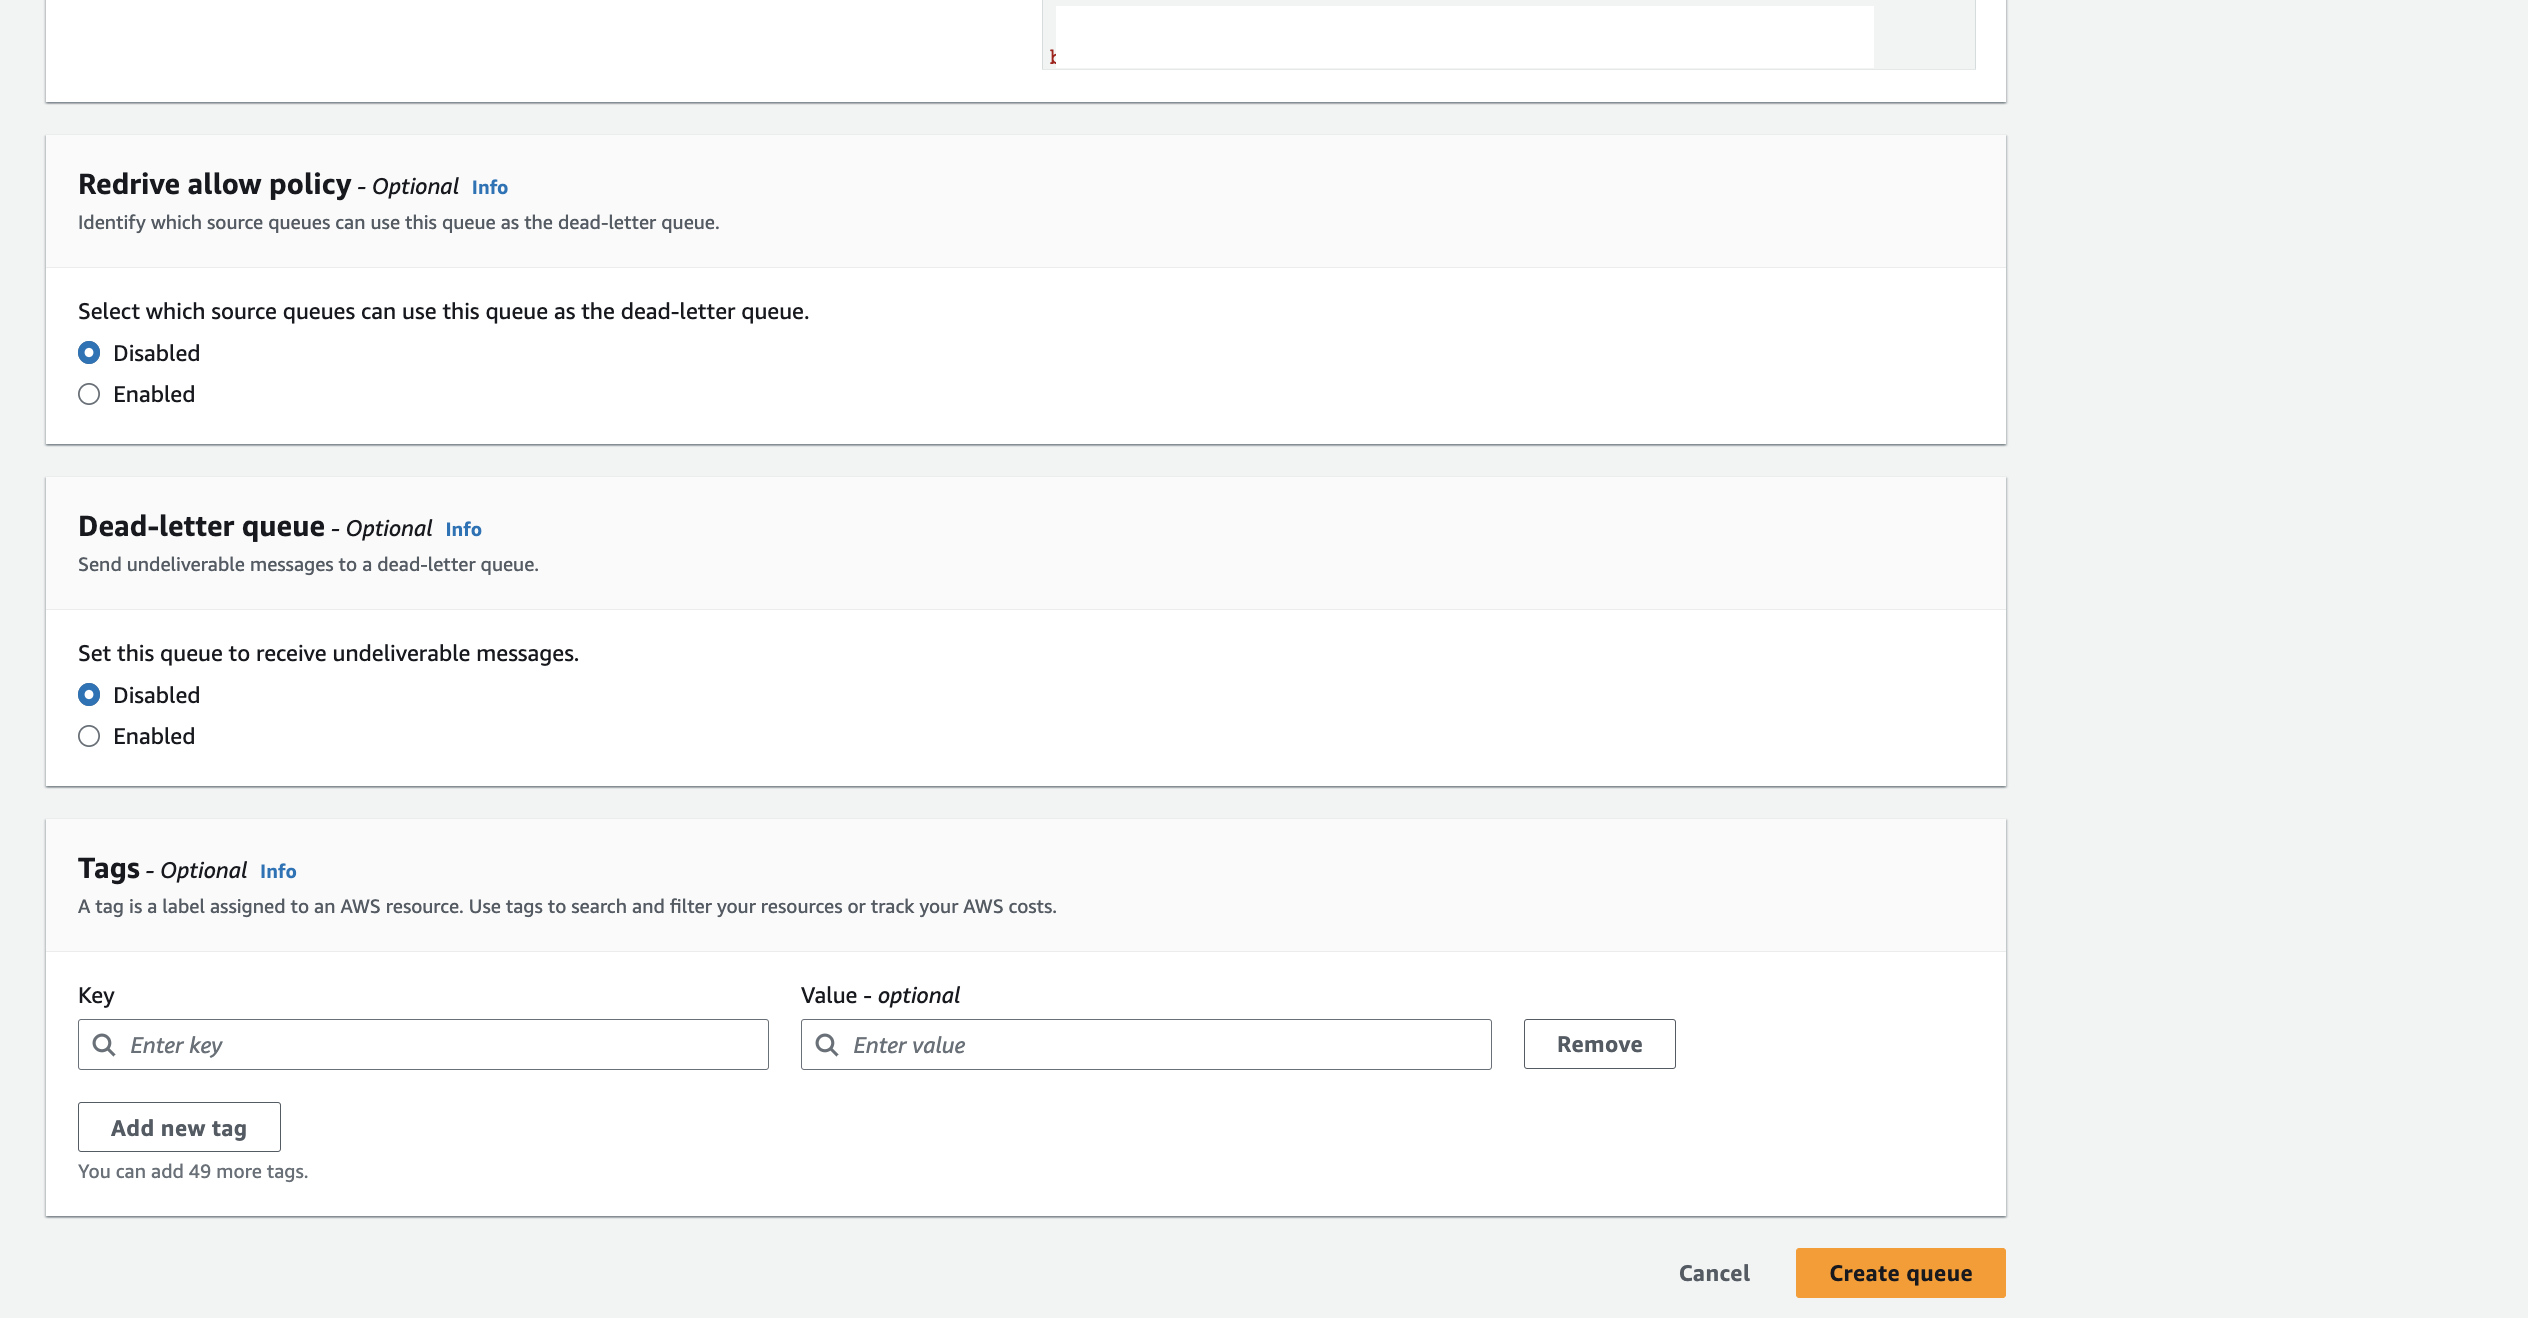 Redrive allow policy - Optional Info
Identify which source queues can use this queue as the dead-letter queue.
Select which source queues can use this queue as the dead-letter queue.
Disabled
Enabled
Dead-letter queue - Optional Info
Send undeliverable messages to a dead-letter queue.
Set this queue to receive undeliverable messages.
Disabled
Enabled
Tags - Optional Info
A tag is a label assigned to an AWS resource. Use tags to search and filter your resources or track your AWS costs.
Key Value - optional
Enter key Enter value Remove
Add new tag
You can add 49 more tags.
Cancel Create queue